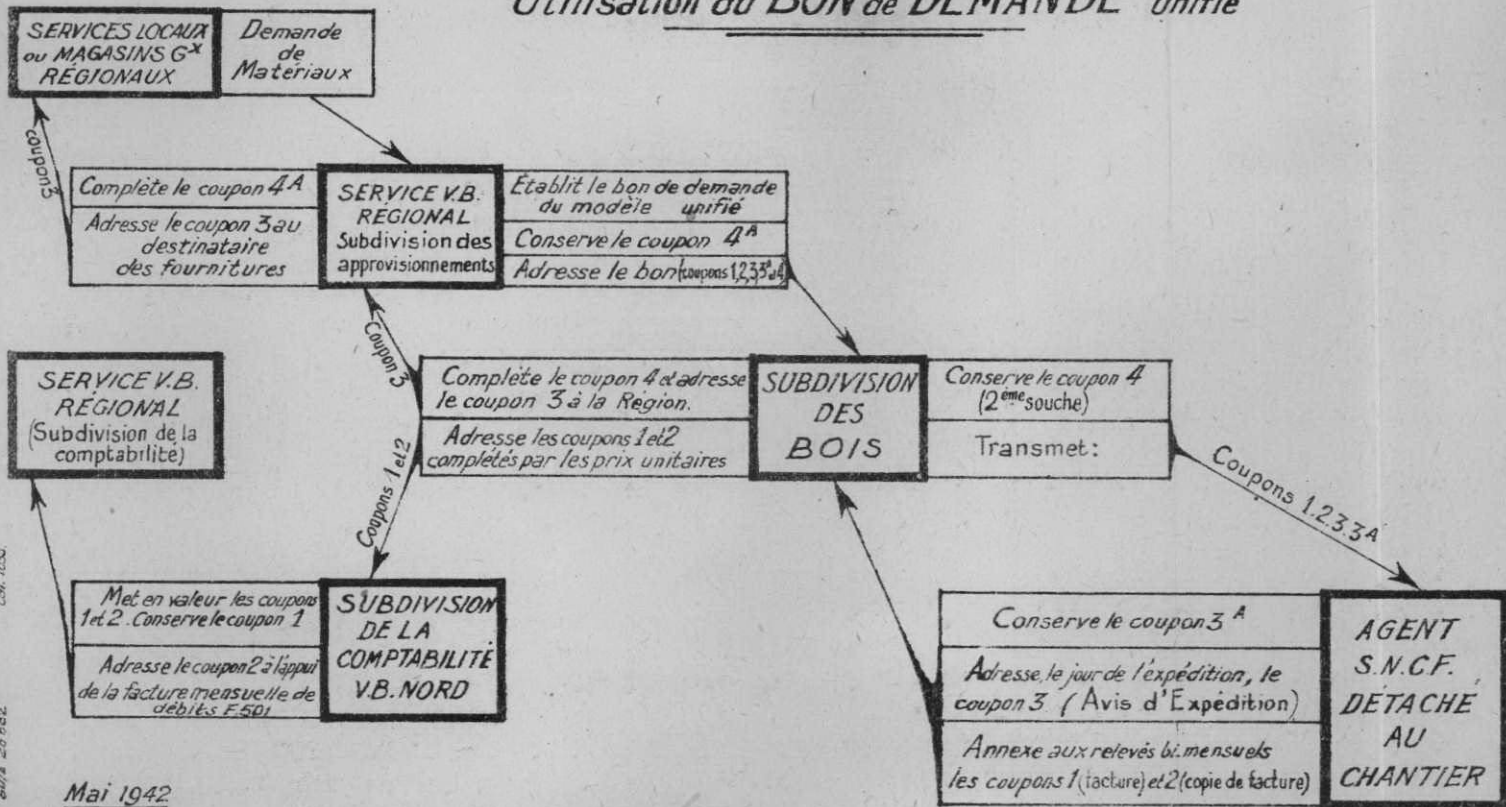 Utilisation du BON de DEMANDE unifié
SERVICES LOCAUX
ou MAGASINS Gx
RÉGIONAUX
Demande
de
Matériaux
coupon 3
Complète le coupon 4A
Adresse le coupon 3 au
destinataire
des fournitures
SERVICE V.B.
RÉGIONAL
Subdivision des
approvisionnements
Établit le bon de demande
du modèle unifié
Conserve le coupon 4A
Adresse le bon (coupons 1,2,3,3A et 4)
Coupon 3
SERVICE V.B.
RÉGIONAL
(Subdivision de la
comptabilité)
Complète le coupon 4 et adresse
le coupon 3 à la Région.
Adresse les coupons 1 et 2
complétés par les prix unitaires
SUBDIVISION
DES
BOIS
Conserve le coupon 4
(2ème souche)
Transmet:
Coupons 1 et 2
Coupons 1.2.3.3A
Met en valeur les coupons
1 et 2. Conserve le coupon 1
Adresse le coupon 2 à l'appui
de la facture mensuelle de
débits F.501
SUBDIVISION
DE LA
COMPTABILITÉ
V.B. NORD
Conserve le coupon 3A
Adresse, le jour de l'expédition, le
coupon 3 (Avis d'Expédition)
Annexe aux relevés bi.mensuels
les coupons 1 (facture) et 2 (copie de facture)
AGENT
S.N.C.F.
DÉTACHÉ
AU
CHANTIER
Mai 1942